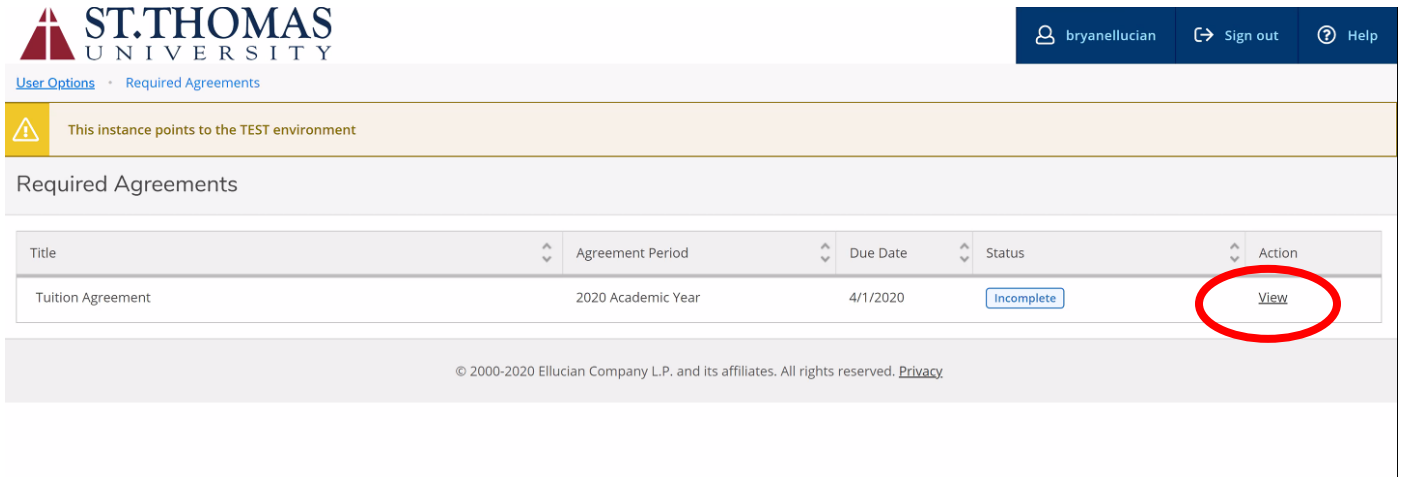 ST.THOMAS
UNIVERSITY
bryanellucian Sign out Help
User Options • Required Agreements
This instance points to the TEST environment
Required Agreements
Title Agreement Period Due Date Status Action
Tuition Agreement 2020 Academic Year 4/1/2020 Incomplete View
© 2000-2020 Ellucian Company L.P. and its affiliates. All rights reserved. Privacy